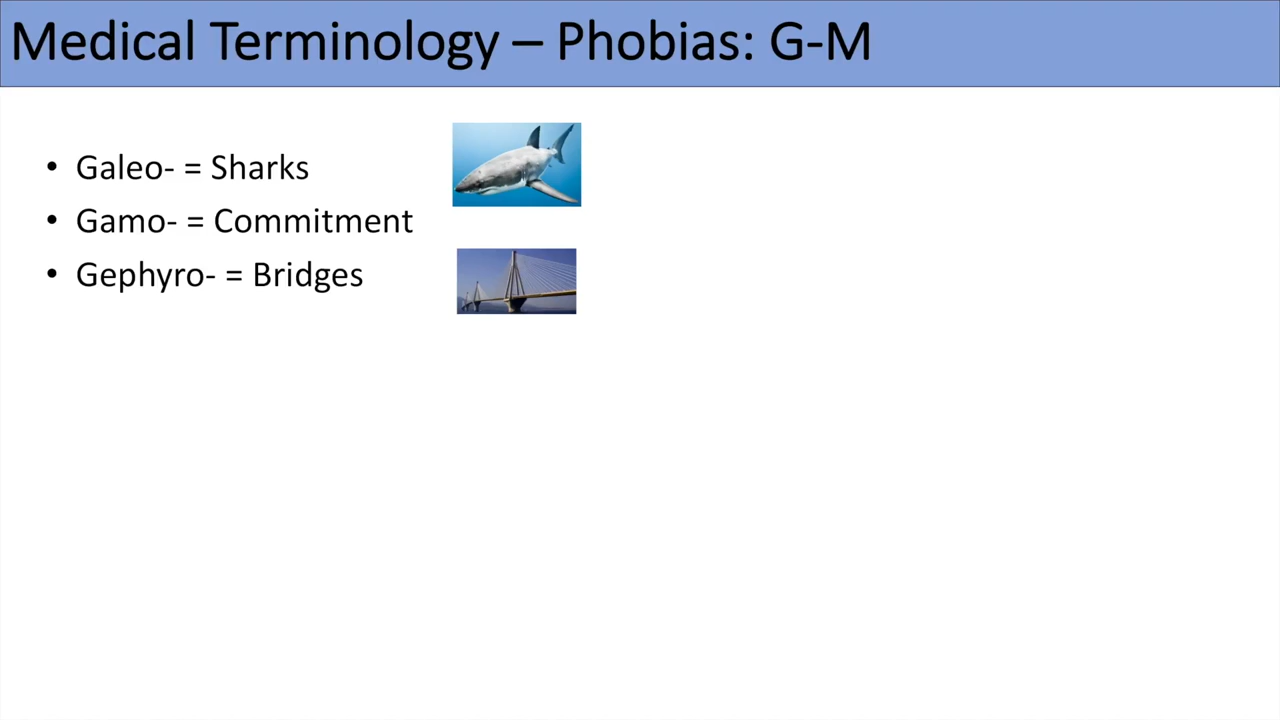 Medical Terminology – Phobias: G-M
• Galeo- = Sharks
• Gamo- = Commitment
• Gephyro- = Bridges